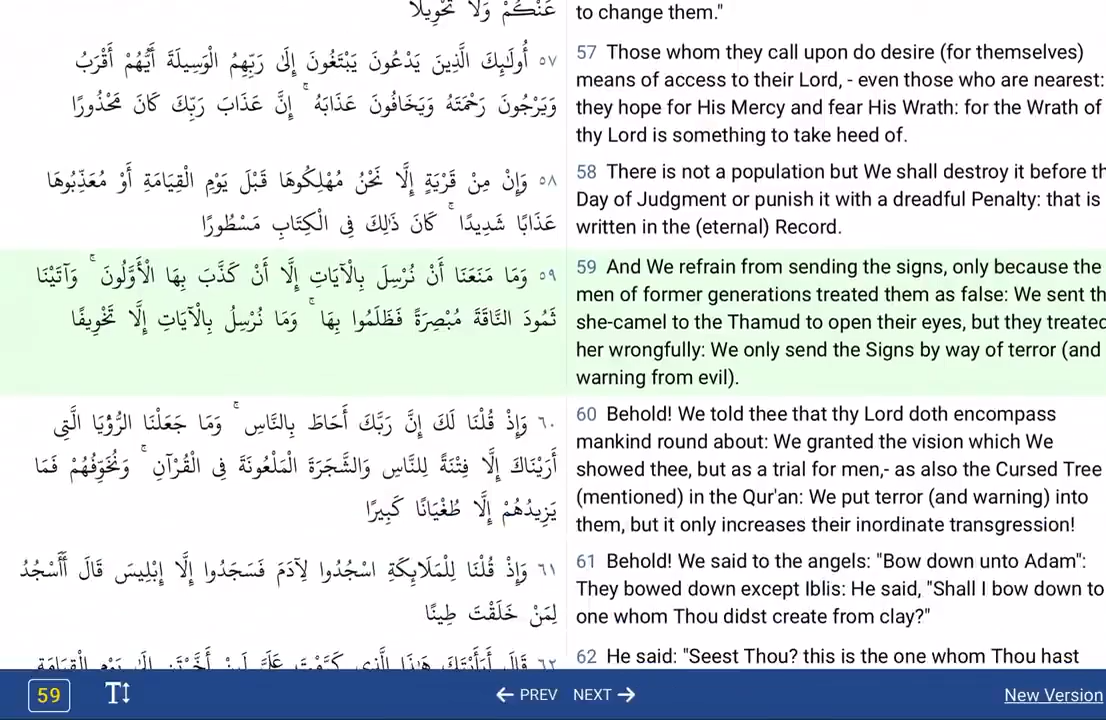 عَنْكُمْ وَلَا تَحْوِيلًا
to change them."
٥٧ أُولَٰئِكَ الَّذِينَ يَدْعُونَ يَبْتَغُونَ إِلَىٰ رَبِّهِمُ الْوَسِيلَةَ أَيُّهُمْ أَقْرَبُ
وَيَرْجُونَ رَحْمَتَهُ وَيَخَافُونَ عَذَابَهُ ۚ إِنَّ عَذَابَ رَبِّكَ كَانَ مَحْذُورًا
57 Those whom they call upon do desire (for themselves)
means of access to their Lord, - even those who are nearest:
they hope for His Mercy and fear His Wrath: for the Wrath of
thy Lord is something to take heed of.
٥٨ وَإِنْ مِنْ قَرْيَةٍ إِلَّا نَحْنُ مُهْلِكُوهَا قَبْلَ يَوْمِ الْقِيَامَةِ أَوْ مُعَذِّبُوهَا
عَذَابًا شَدِيدًا ۚ كَانَ ذَٰلِكَ فِي الْكِتَابِ مَسْطُورًا
58 There is not a population but We shall destroy it before th
Day of Judgment or punish it with a dreadful Penalty: that is
written in the (eternal) Record.
٥٩ وَمَا مَنَعَنَا أَنْ نُرْسِلَ بِالْآيَاتِ إِلَّا أَنْ كَذَّبَ بِهَا الْأَوَّلُونَ ۚ وَآتَيْنَا
ثَمُودَ النَّاقَةَ مُبْصِرَةً فَظَلَمُوا بِهَا ۚ وَمَا نُرْسِلُ بِالْآيَاتِ إِلَّا تَخْوِيفًا
59 And We refrain from sending the signs, only because the
men of former generations treated them as false: We sent th
she-camel to the Thamud to open their eyes, but they treated
her wrongfully: We only send the Signs by way of terror (and
warning from evil).
٦٠ وَإِذْ قُلْنَا لَكَ إِنَّ رَبَّكَ أَحَاطَ بِالنَّاسِ ۚ وَمَا جَعَلْنَا الرُّؤْيَا الَّتِي
أَرَيْنَاكَ إِلَّا فِتْنَةً لِلنَّاسِ وَالشَّجَرَةَ الْمَلْعُونَةَ فِي الْقُرْآنِ ۚ وَنُخَوِّفُهُمْ فَمَا
يَزِيدُهُمْ إِلَّا طُغْيَانًا كَبِيرًا
60 Behold! We told thee that thy Lord doth encompass
mankind round about: We granted the vision which We
showed thee, but as a trial for men,- as also the Cursed Tree
(mentioned) in the Qur'an: We put terror (and warning) into
them, but it only increases their inordinate transgression!
٦١ وَإِذْ قُلْنَا لِلْمَلَائِكَةِ اسْجُدُوا لِآدَمَ فَسَجَدُوا إِلَّا إِبْلِيسَ قَالَ أَأَسْجُدُ
لِمَنْ خَلَقْتَ طِينًا
61 Behold! We said to the angels: "Bow down unto Adam":
They bowed down except Iblis: He said, "Shall I bow down to
one whom Thou didst create from clay?"
٦٢ قَالَ أَرَأَيْتَكَ هَٰذَا الَّذِي كَرَّمْتَ عَلَيَّ لَئِنْ أَخَّرْتَنِ إِلَىٰ يَوْمِ الْقِيَامَةِ
62 He said: "Seest Thou? this is the one whom Thou hast
59 T PREV NEXT New Version